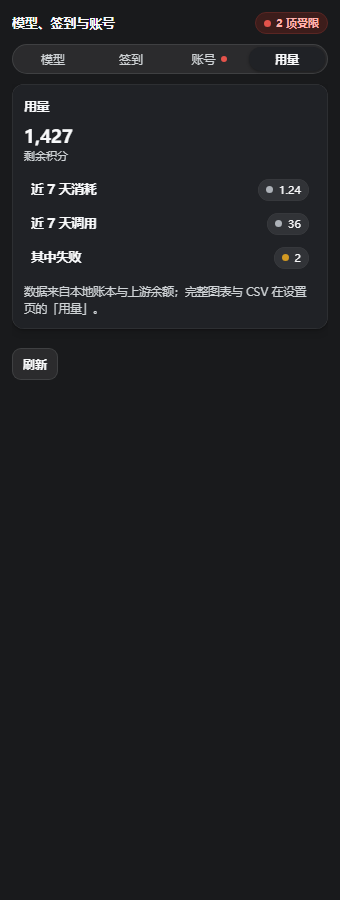 模型、签到与账号
2 项受限
模型
签到
账号
用量
用量
1,427
剩余积分
近 7 天消耗
1.24
近 7 天调用
36
其中失败
2
数据来自本地账本与上游余额；完整图表与 CSV 在设置
页的「用量」。
刷新